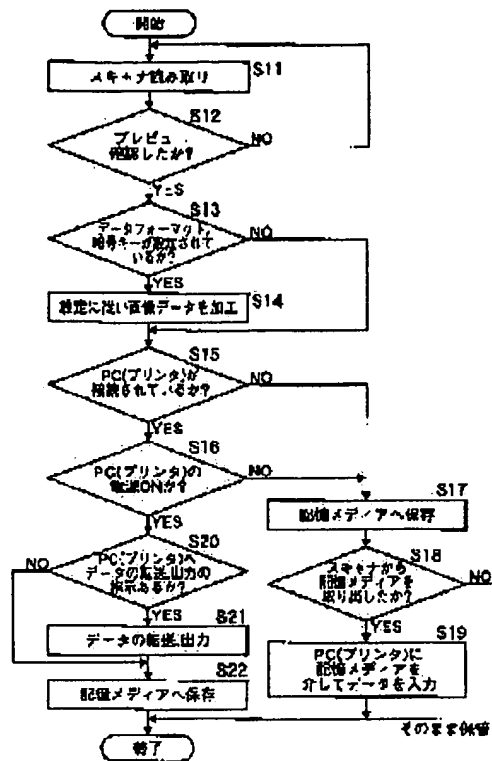 開始
S11
スキャナ読み取り
S12
プレビュ
確認したか?
NO
YES
S13
データフォーマット,
暗号キーが設定されて
いるか?
NO
YES
S14
設定に従い画像データを加工
S15
PC(プリンタ)が
接続されているか?
NO
YES
S16
PC(プリンタ)の
電源ONか?
NO
YES
S17
記憶メディアへ保存
S18
スキャナから
記憶メディアを
取り出したか?
NO
YES
S19
PC(プリンタ)に
記憶メディアを
介してデータを入力
そのまま保管
S20
PC(プリンタ)へ
データの転送,出力の
指示あるか?
NO
YES
S21
データの転送,出力
S22
記憶メディアへ保存
終了